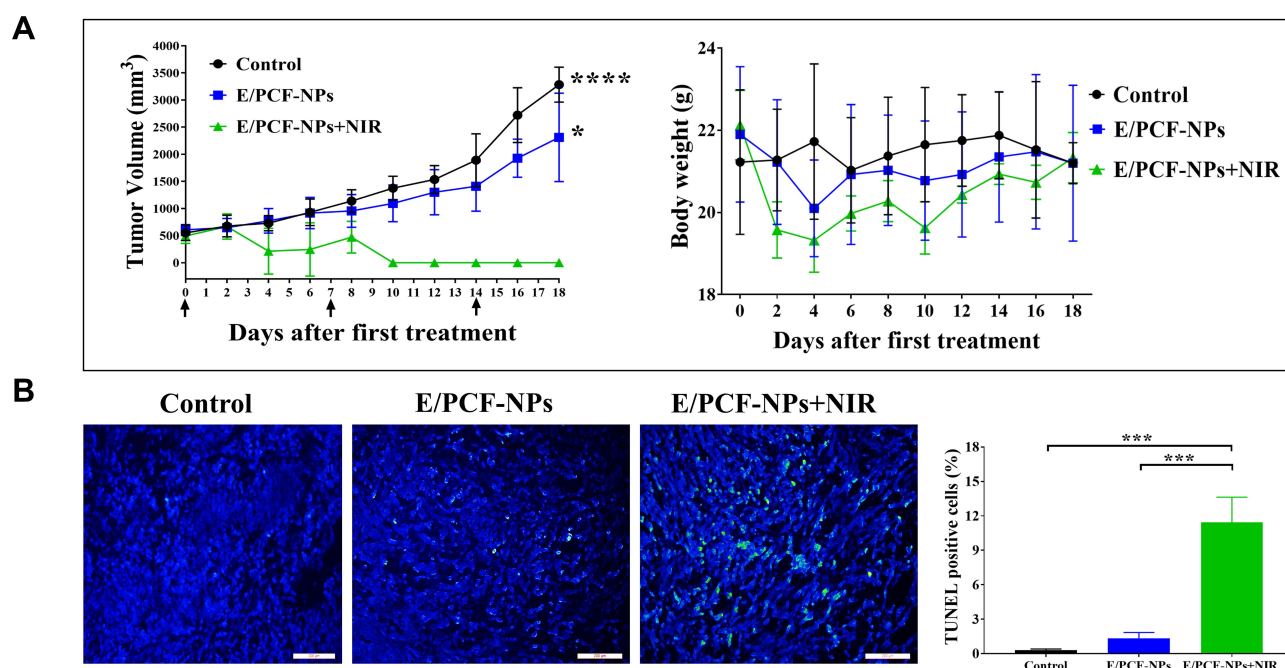 A
Tumor Volume (mm3)
4000
3500
3000
2500
2000
1500
1000
500
0
Control
E/PCF-NPs
E/PCF-NPs+NIR
****
*
0 1 2 3 4 5 6 7 8 9 10 11 12 13 14 15 16 17 18
Days after first treatment
Body weight (g)
24
22
20
18
Control
E/PCF-NPs
E/PCF-NPs+NIR
0 2 4 6 8 10 12 14 16 18
Days after first treatment
B
Control
E/PCF-NPs
E/PCF-NPs+NIR
200 μm
TUNEL positive cells (%)
18
15
12
9
6
3
0
***
***
Control E/PCF-NPs E/PCF-NPs+NIR